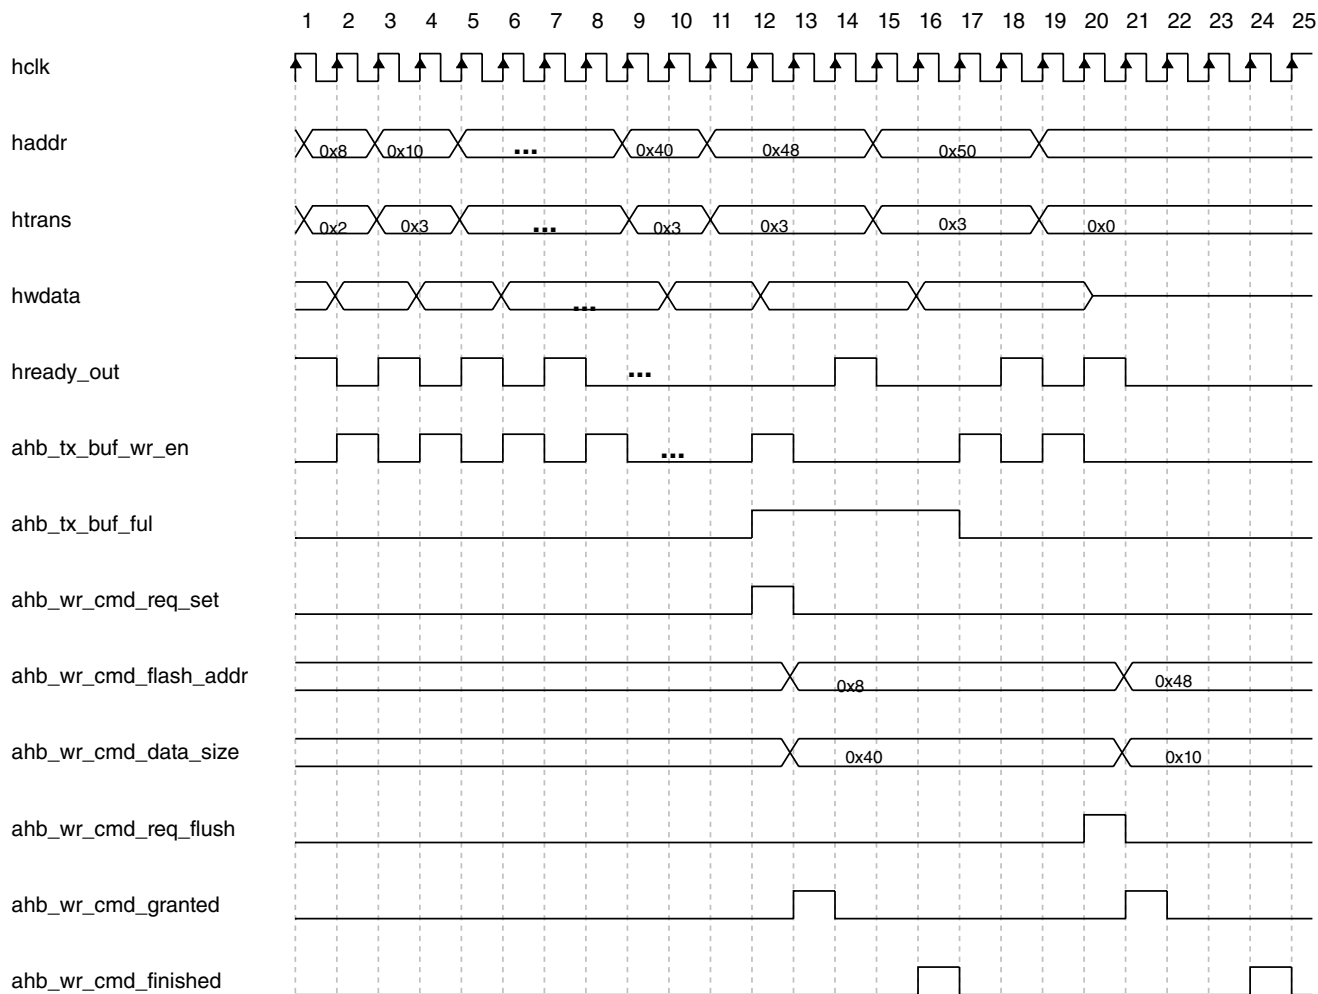 1 2 3 4 5 6 7 8 9 10 11 12 13 14 15 16 17 18 19 20 21 22 23 24 25
hclk
haddr 0x8 0x10 ... 0x40 0x48 0x50
htrans 0x2 0x3 ... 0x3 0x3 0x3 0x0
hwdata ...
hready_out ...
ahb_tx_buf_wr_en ...
ahb_tx_buf_ful
ahb_wr_cmd_req_set
ahb_wr_cmd_flash_addr 0x8 0x48
ahb_wr_cmd_data_size 0x40 0x10
ahb_wr_cmd_req_flush
ahb_wr_cmd_granted
ahb_wr_cmd_finished